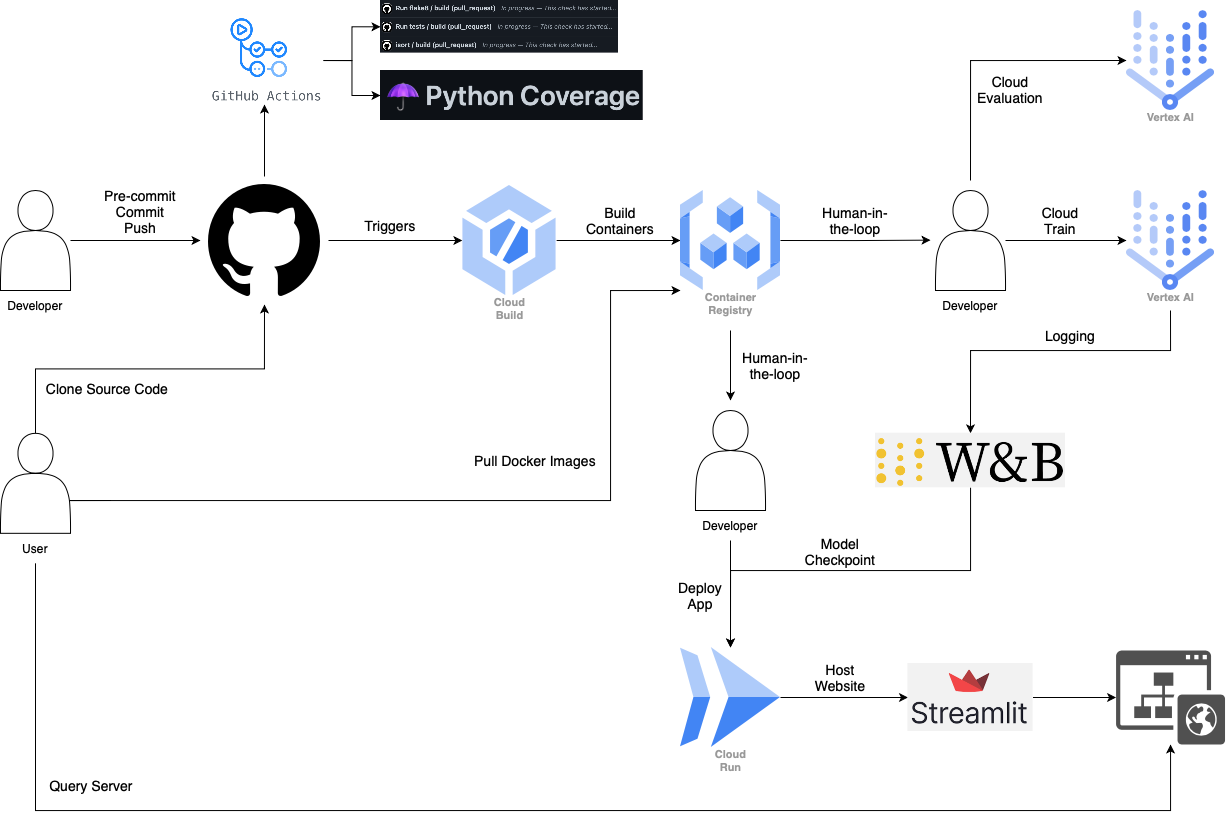 Run flake8 / build (pull_request) In progress — This check has started...
Run tests / build (pull_request) In progress — This check has started...
isort / build (pull_request) In progress — This check has started...
GitHub Actions
Python Coverage
Cloud
Evaluation
Vertex AI
Pre-commit
Commit
Push
Developer
Triggers
Cloud
Build
Build
Containers
Container
Registry
Human-in-
the-loop
Developer
Cloud
Train
Vertex AI
Logging
Human-in-
the-loop
Clone Source Code
User
Pull Docker Images
Developer
W&B
Model
Checkpoint
Deploy
App
Cloud
Run
Host
Website
Streamlit
Query Server